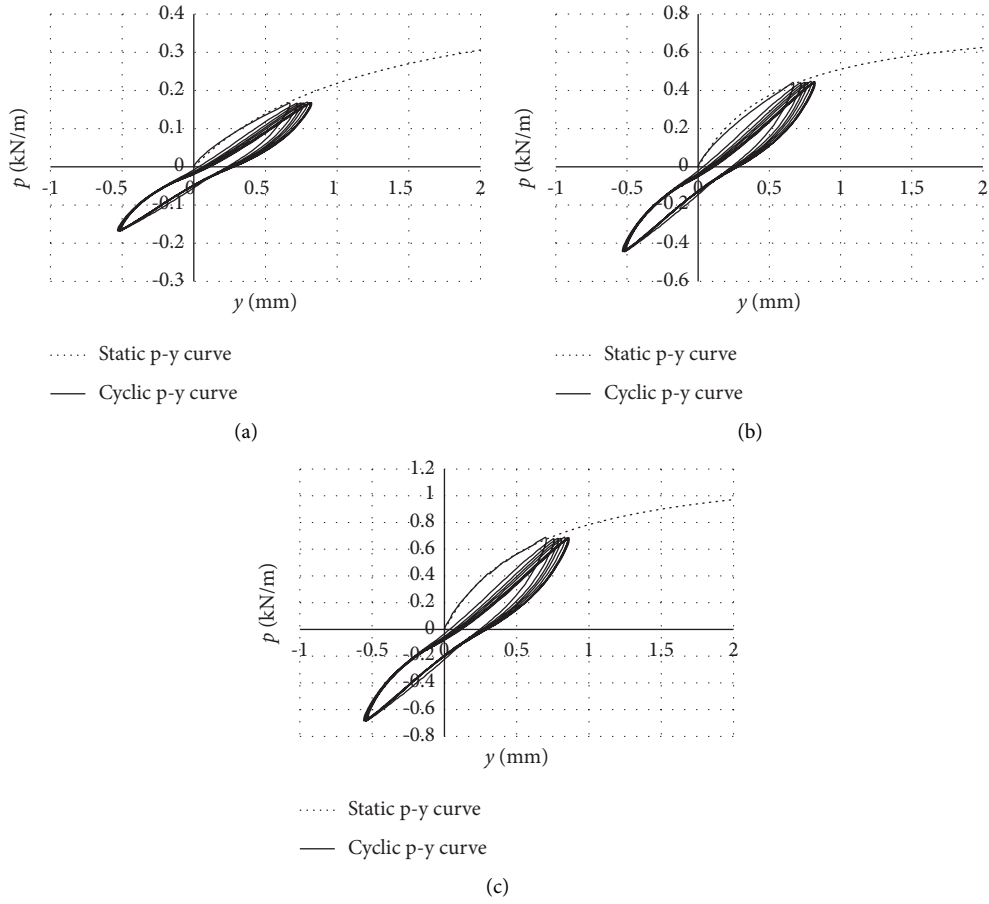 0.4
0.3
0.2
0.1
0
-0.1
-0.2
-0.3
-1 -0.5 0 0.5 1 1.5 2
p (kN/m)
y (mm)
Static p-y curve
Cyclic p-y curve
(a)
0.8
0.6
0.4
0.2
0
-0.2
-0.4
-0.6
-1 -0.5 0 0.5 1 1.5 2
p (kN/m)
y (mm)
Static p-y curve
Cyclic p-y curve
(b)
1.2
1
0.8
0.6
0.4
0.2
0
-0.2
-0.4
-0.6
-0.8
-1 -0.5 0 0.5 1 1.5 2
p (kN/m)
y (mm)
Static p-y curve
Cyclic p-y curve
(c)